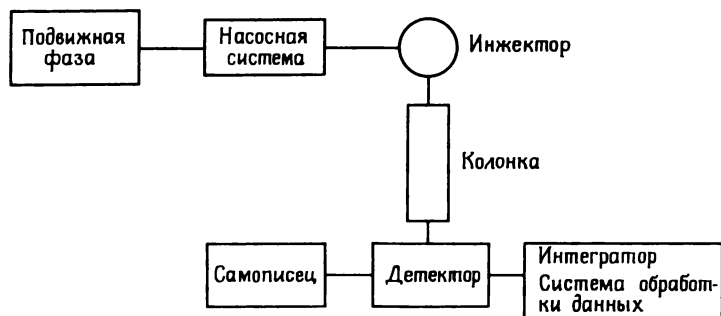 Подвижная
фаза
Насосная
система
Инжектор
Колонка
Самописец
Детектор
Интегратор
Система обработ-
ки данных